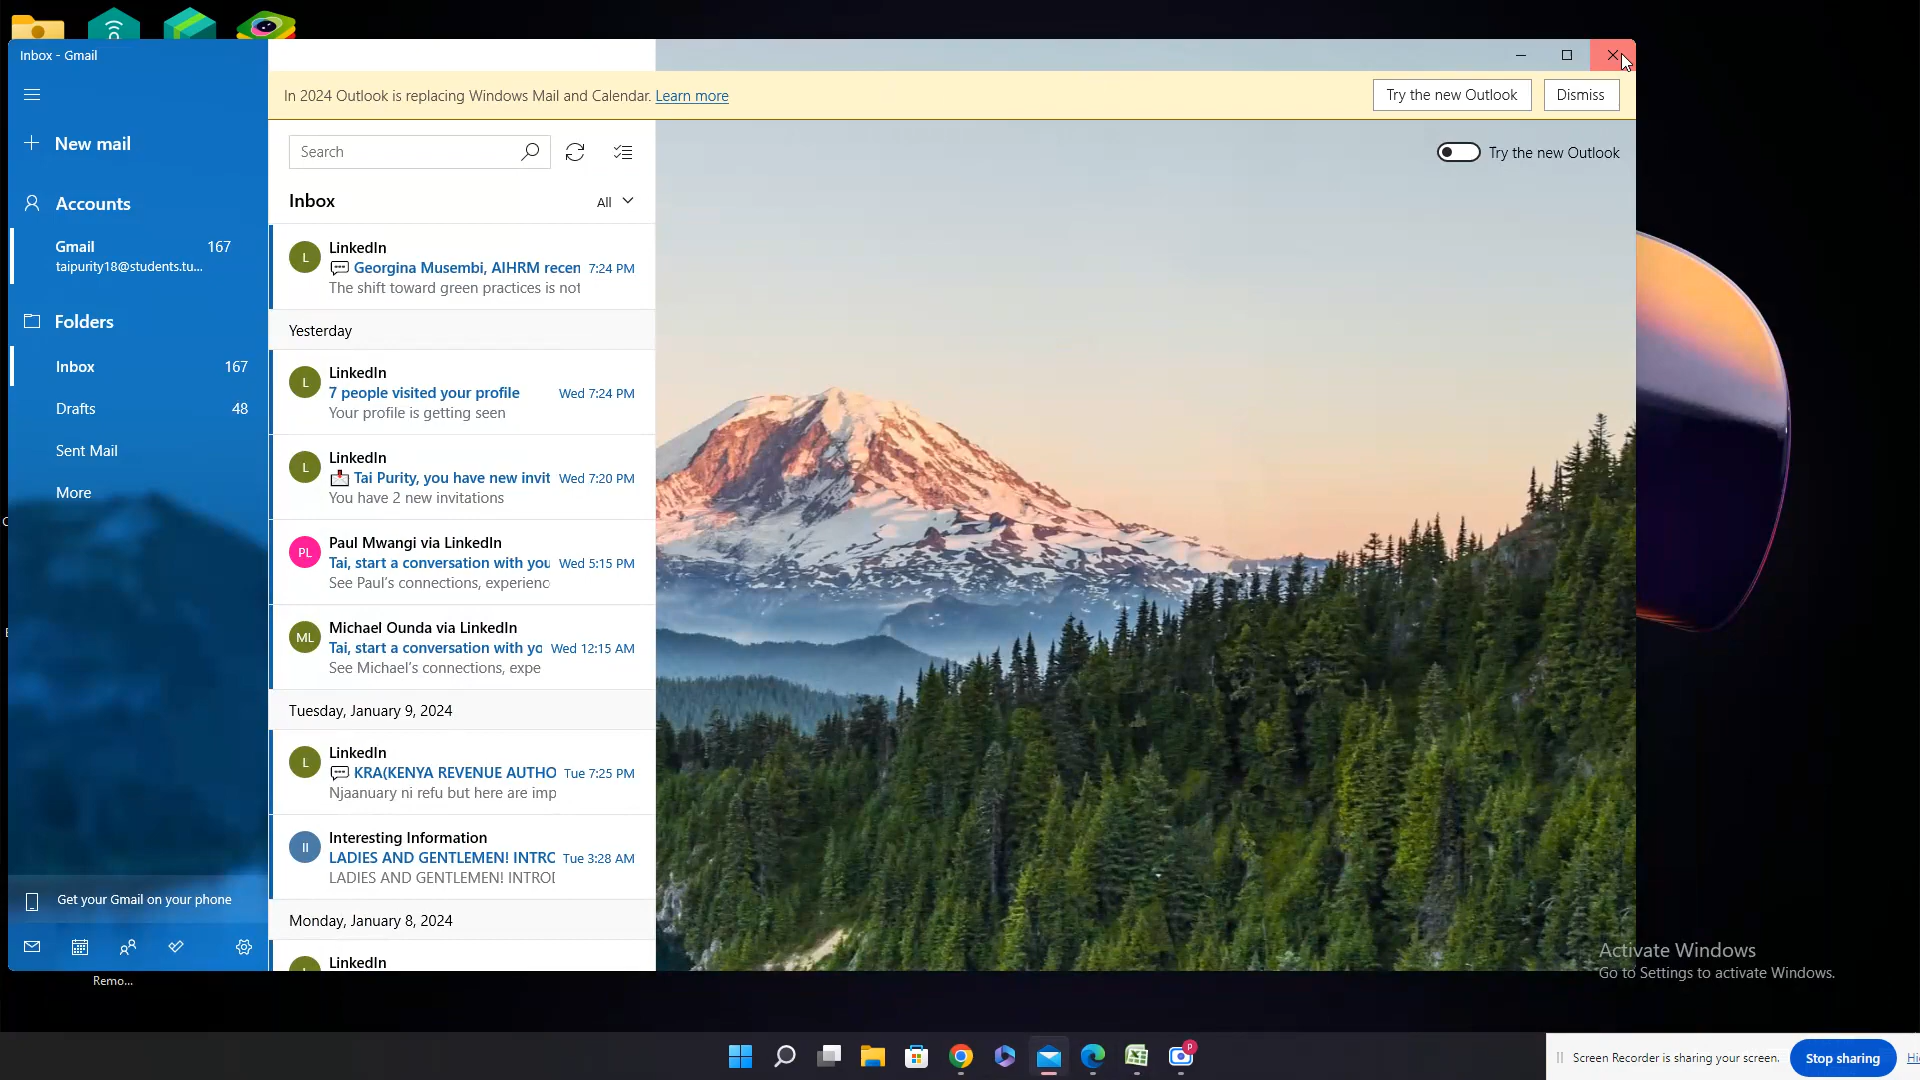 Inbox - Gmail
In 2024 Outlook is replacing Windows Mail and Calendar. Learn more
Try the new Outlook
Dismiss
New mail
Accounts
Gmail 167
taipurity18@students.tu...
Folders
Inbox 167
Drafts 48
Sent Mail
More
Get your Gmail on your phone
Search
Try the new Outlook
Inbox
All
L
LinkedIn
Georgina Musembi, AIHRM recen 7:24 PM
The shift toward green practices is not
Yesterday
L
LinkedIn
7 people visited your profile Wed 7:24 PM
Your profile is getting seen
L
LinkedIn
Tai Purity, you have new invit Wed 7:20 PM
You have 2 new invitations
PL
Paul Mwangi via LinkedIn
Tai, start a conversation with you Wed 5:15 PM
See Paul's connections, experienc
ML
Michael Ounda via LinkedIn
Tai, start a conversation with yo Wed 12:15 AM
See Michael's connections, expe
Tuesday, January 9, 2024
L
LinkedIn
KRA(KENYA REVENUE AUTHO Tue 7:25 PM
Njaanuary ni refu but here are imp
II
Interesting Information
LADIES AND GENTLEMEN! INTRC Tue 3:28 AM
LADIES AND GENTLEMEN! INTROI
Monday, January 8, 2024
L
LinkedIn
Remo...
Activate Windows
Go to Settings to activate Windows.
P
Screen Recorder is sharing your screen.
Stop sharing
Hi